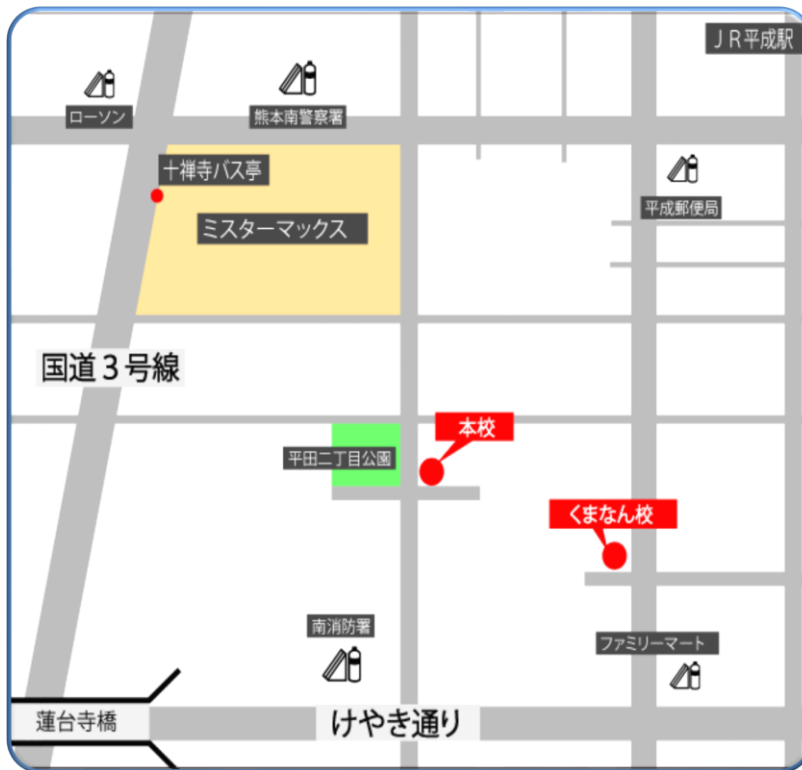 ＪＲ平成駅
ローソン
熊本南警察署
十禅寺バス亭
平成郵便局
ミスターマックス
国道３号線
本校
平田二丁目公園
くまなん校
南消防署
ファミリーマート
蓮台寺橋
けやき通り